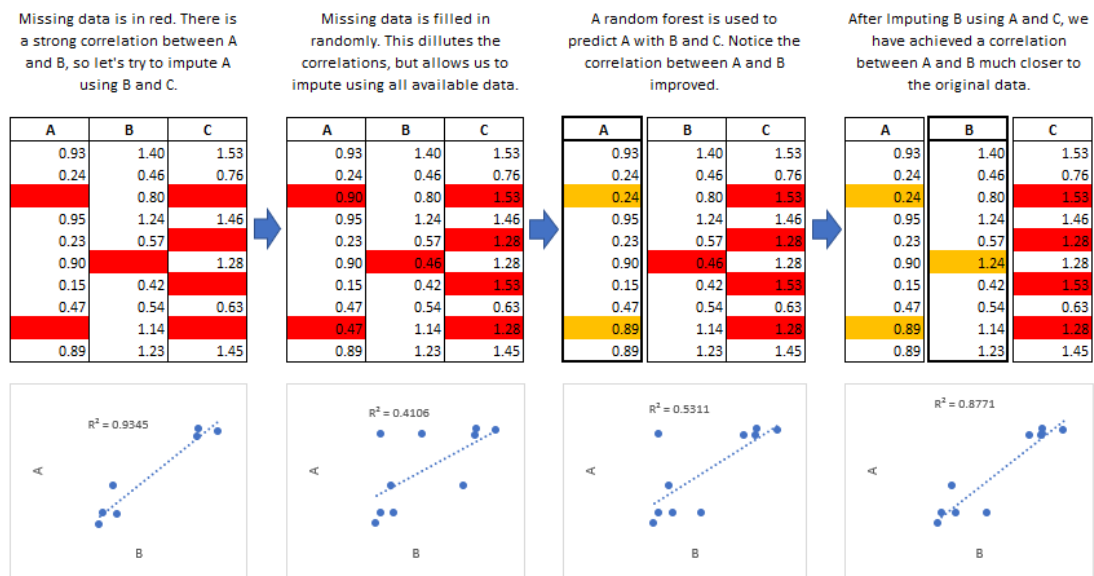 Missing data is in red. There is
a strong correlation between A
and B, so let's try to impute A
using B and C.
Missing data is filled in
randomly. This dillutes the
correlations, but allows us to
impute using all available data.
A random forest is used to
predict A with B and C. Notice the
correlation between A and B
improved.
After Imputing B using A and C, we
have achieved a correlation
between A and B much closer to
the original data.
A B C
0.93 1.40 1.53
0.24 0.46 0.76
0.80
0.95 1.24 1.46
0.23 0.57
0.90 1.28
0.15 0.42
0.47 0.54 0.63
1.14
0.89 1.23 1.45
A B C
0.93 1.40 1.53
0.24 0.46 0.76
0.90 0.80 1.53
0.95 1.24 1.46
0.23 0.57 1.28
0.90 0.46 1.28
0.15 0.42 1.53
0.47 0.54 0.63
0.47 1.14 1.28
0.89 1.23 1.45
A B C
0.93 1.40 1.53
0.24 0.46 0.76
0.24 0.80 1.53
0.95 1.24 1.46
0.23 0.57 1.28
0.90 0.46 1.28
0.15 0.42 1.53
0.47 0.54 0.63
0.89 1.14 1.28
0.89 1.23 1.45
A B C
0.93 1.40 1.53
0.24 0.46 0.76
0.24 0.80 1.53
0.95 1.24 1.46
0.23 0.57 1.28
0.90 1.24 1.28
0.15 0.42 1.53
0.47 0.54 0.63
0.89 1.14 1.28
0.89 1.23 1.45
R² = 0.9345
A
B
R² = 0.4106
A
B
R² = 0.5311
A
B
R² = 0.8771
A
B